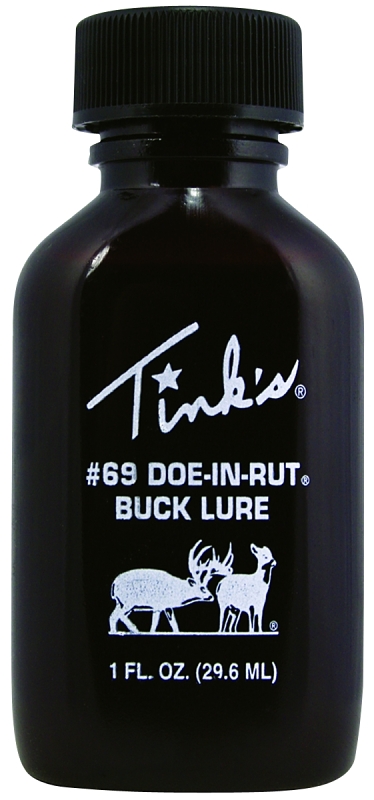 Tink's®
#69 DOE-IN-RUT®
BUCK LURE
®
1 FL. OZ. (29.6 ML)